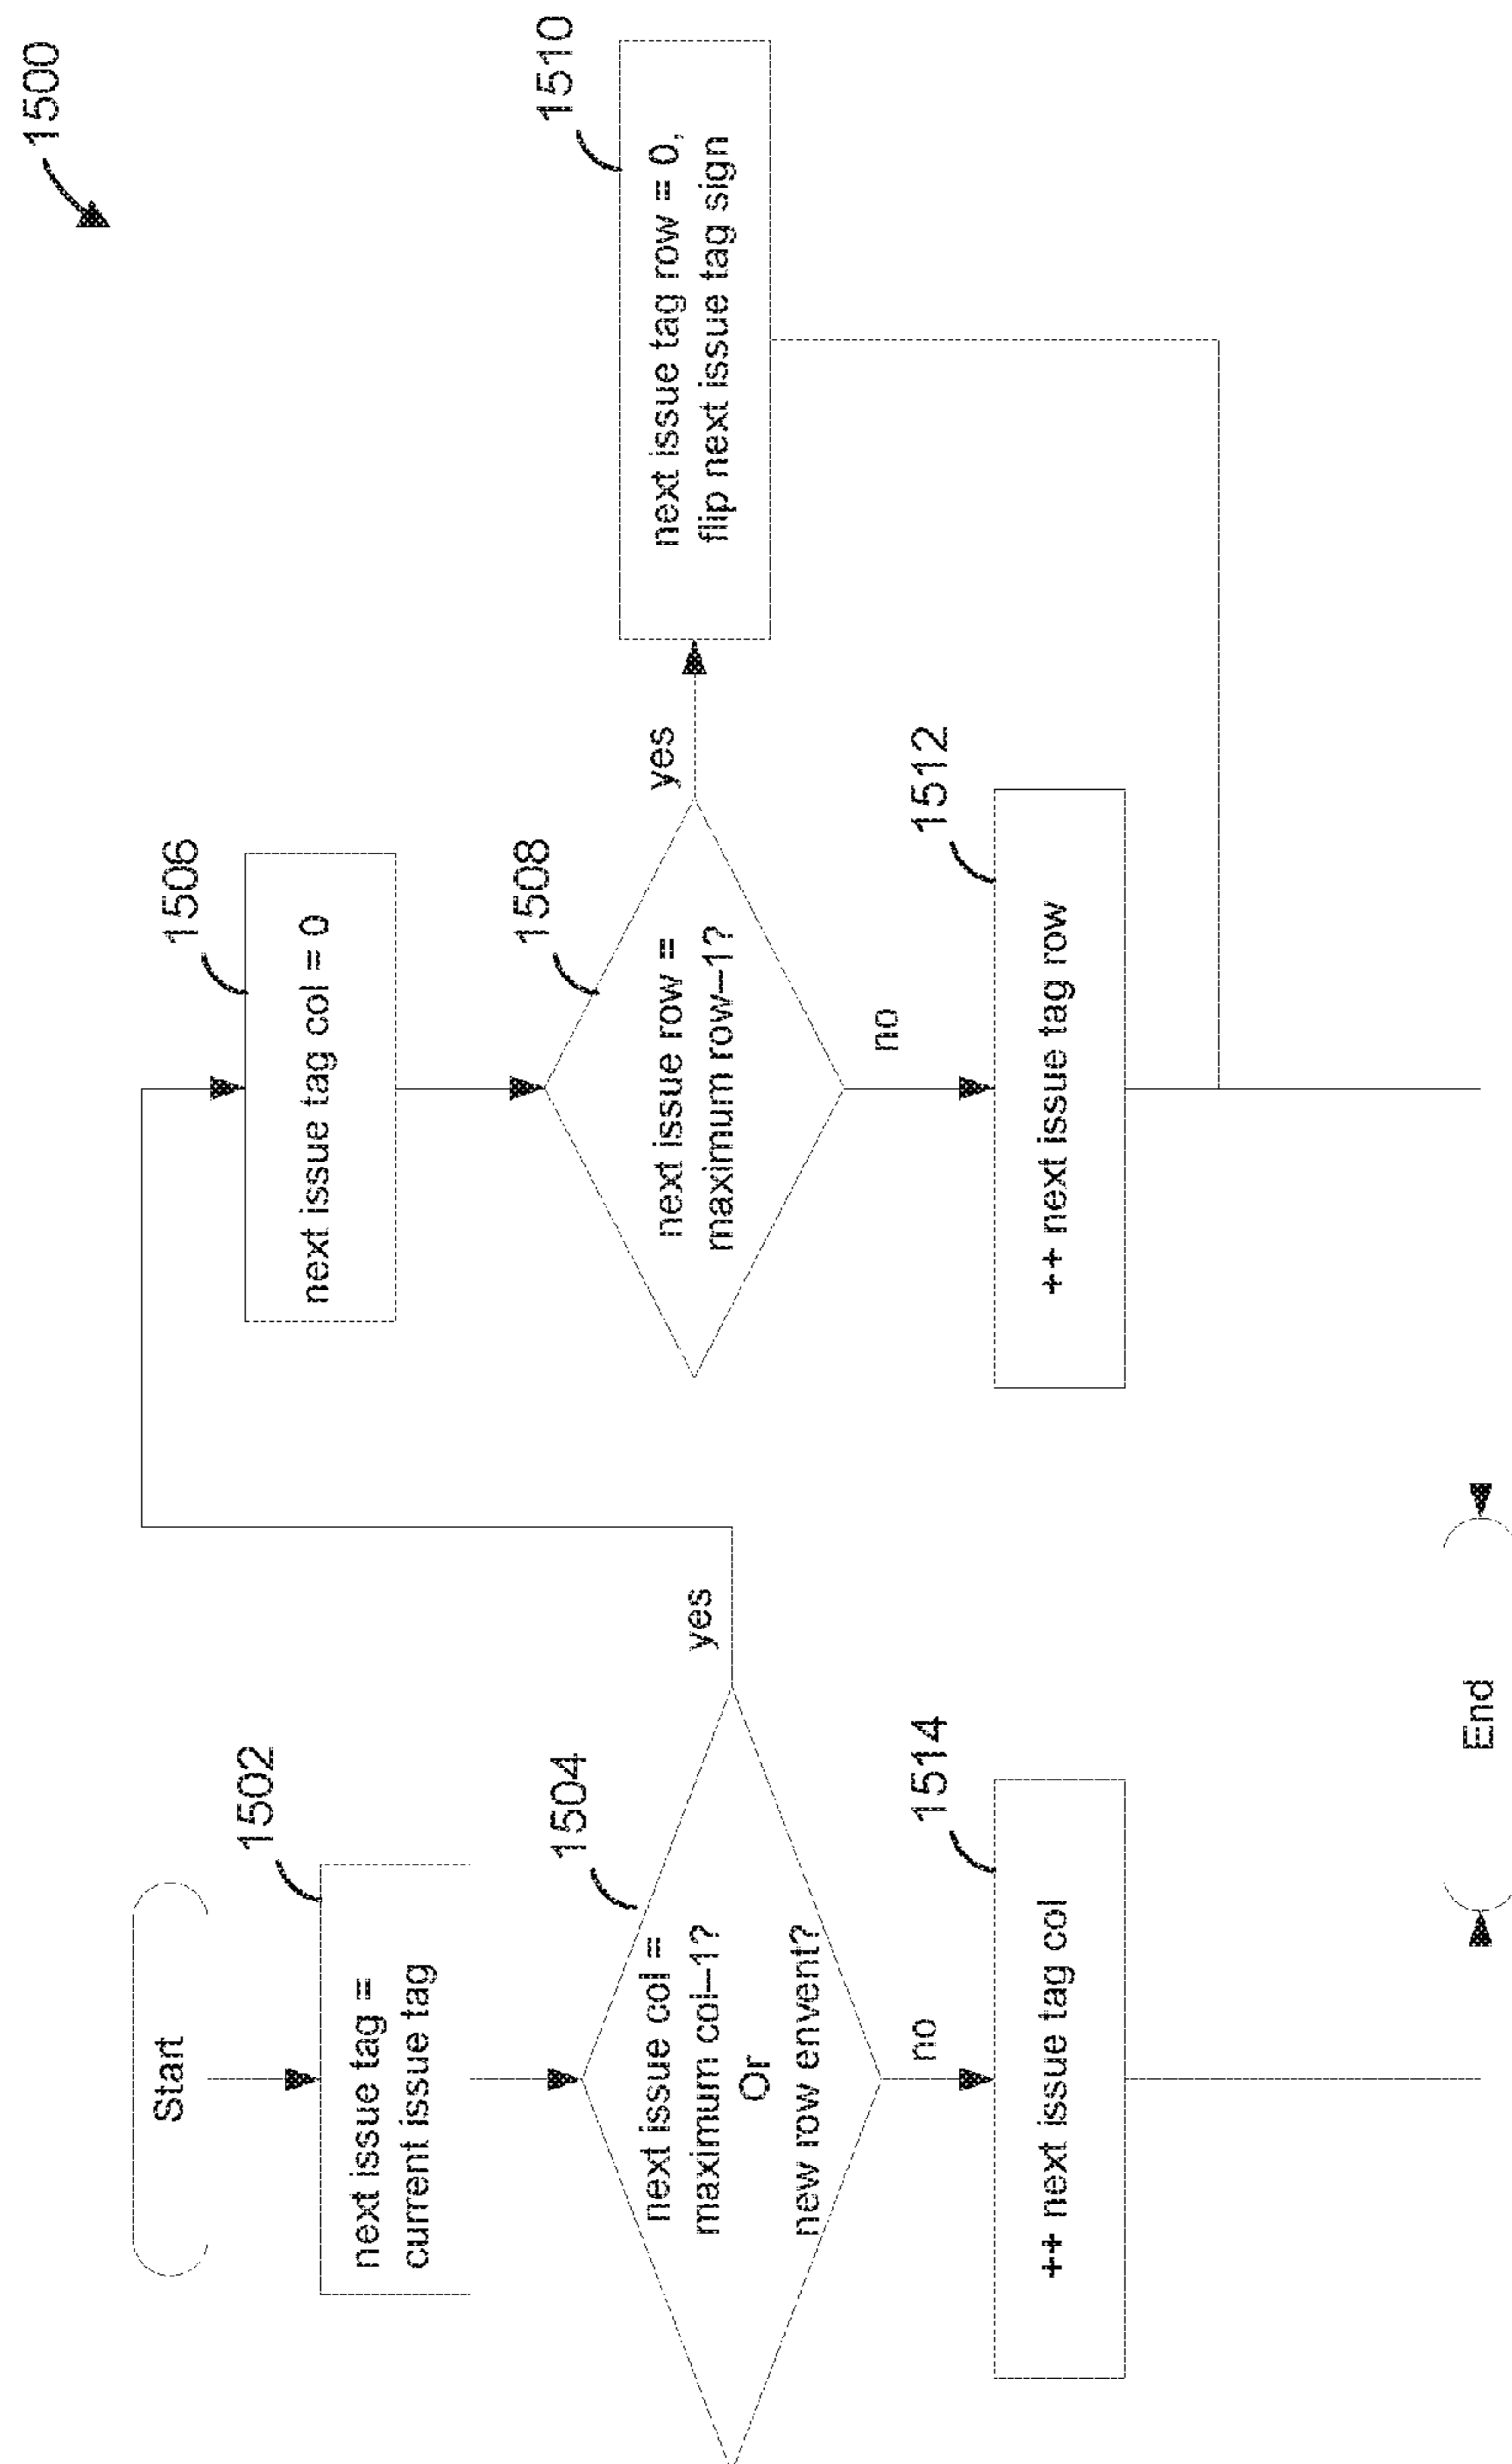 1500
Start
1502
next issue tag =
current issue tag
1504
next issue col =
maximum col–1?
Or
new row envent?
yes
no
1514
++ next issue tag col
1506
next issue tag col = 0
1508
next issue row =
maximum row–1?
yes
no
1510
next issue tag row = 0,
flip next issue tag sign
1512
++ next issue tag row
End